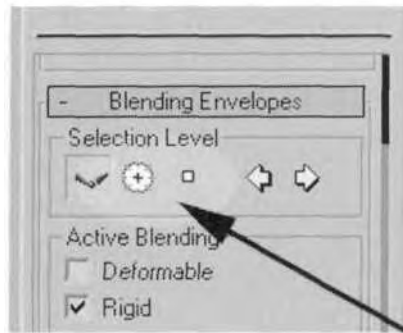 - Blending Envelopes
Selection Level
Active Blending
Deformable
Rigid